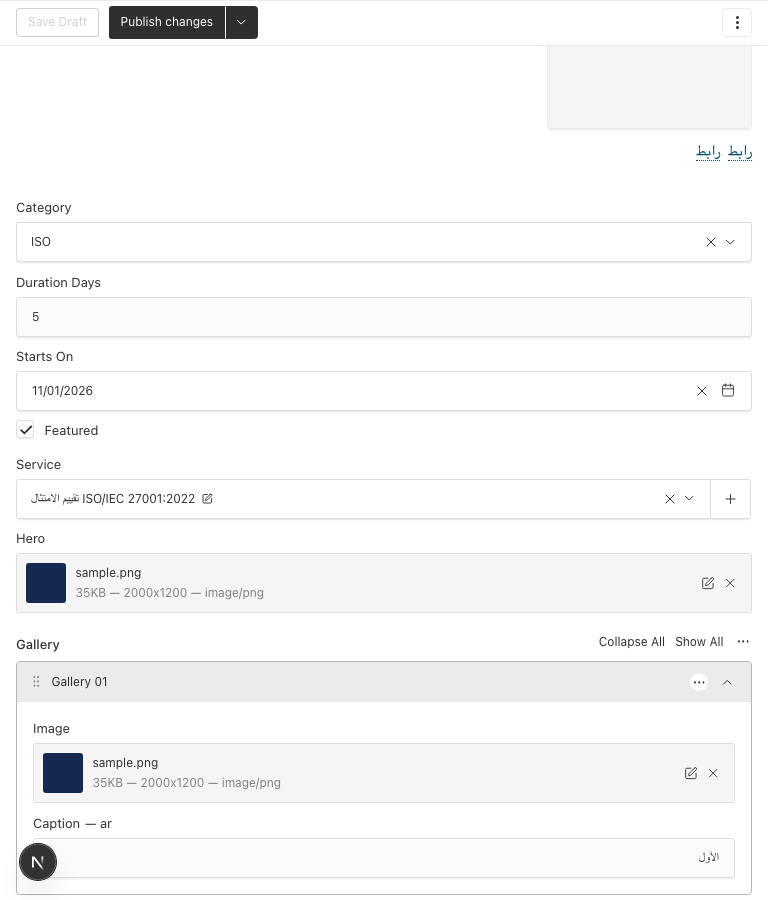 Save Draft
Publish changes
رابط رابط
Category
ISO
Duration Days
5
Starts On
11/01/2026
Featured
Service
تقييم الامتثال ISO/IEC 27001:2022
Hero
sample.png
35KB — 2000x1200 — image/png
Gallery
Collapse All Show All
Gallery 01
Image
sample.png
35KB — 2000x1200 — image/png
Caption — ar
الأول
N